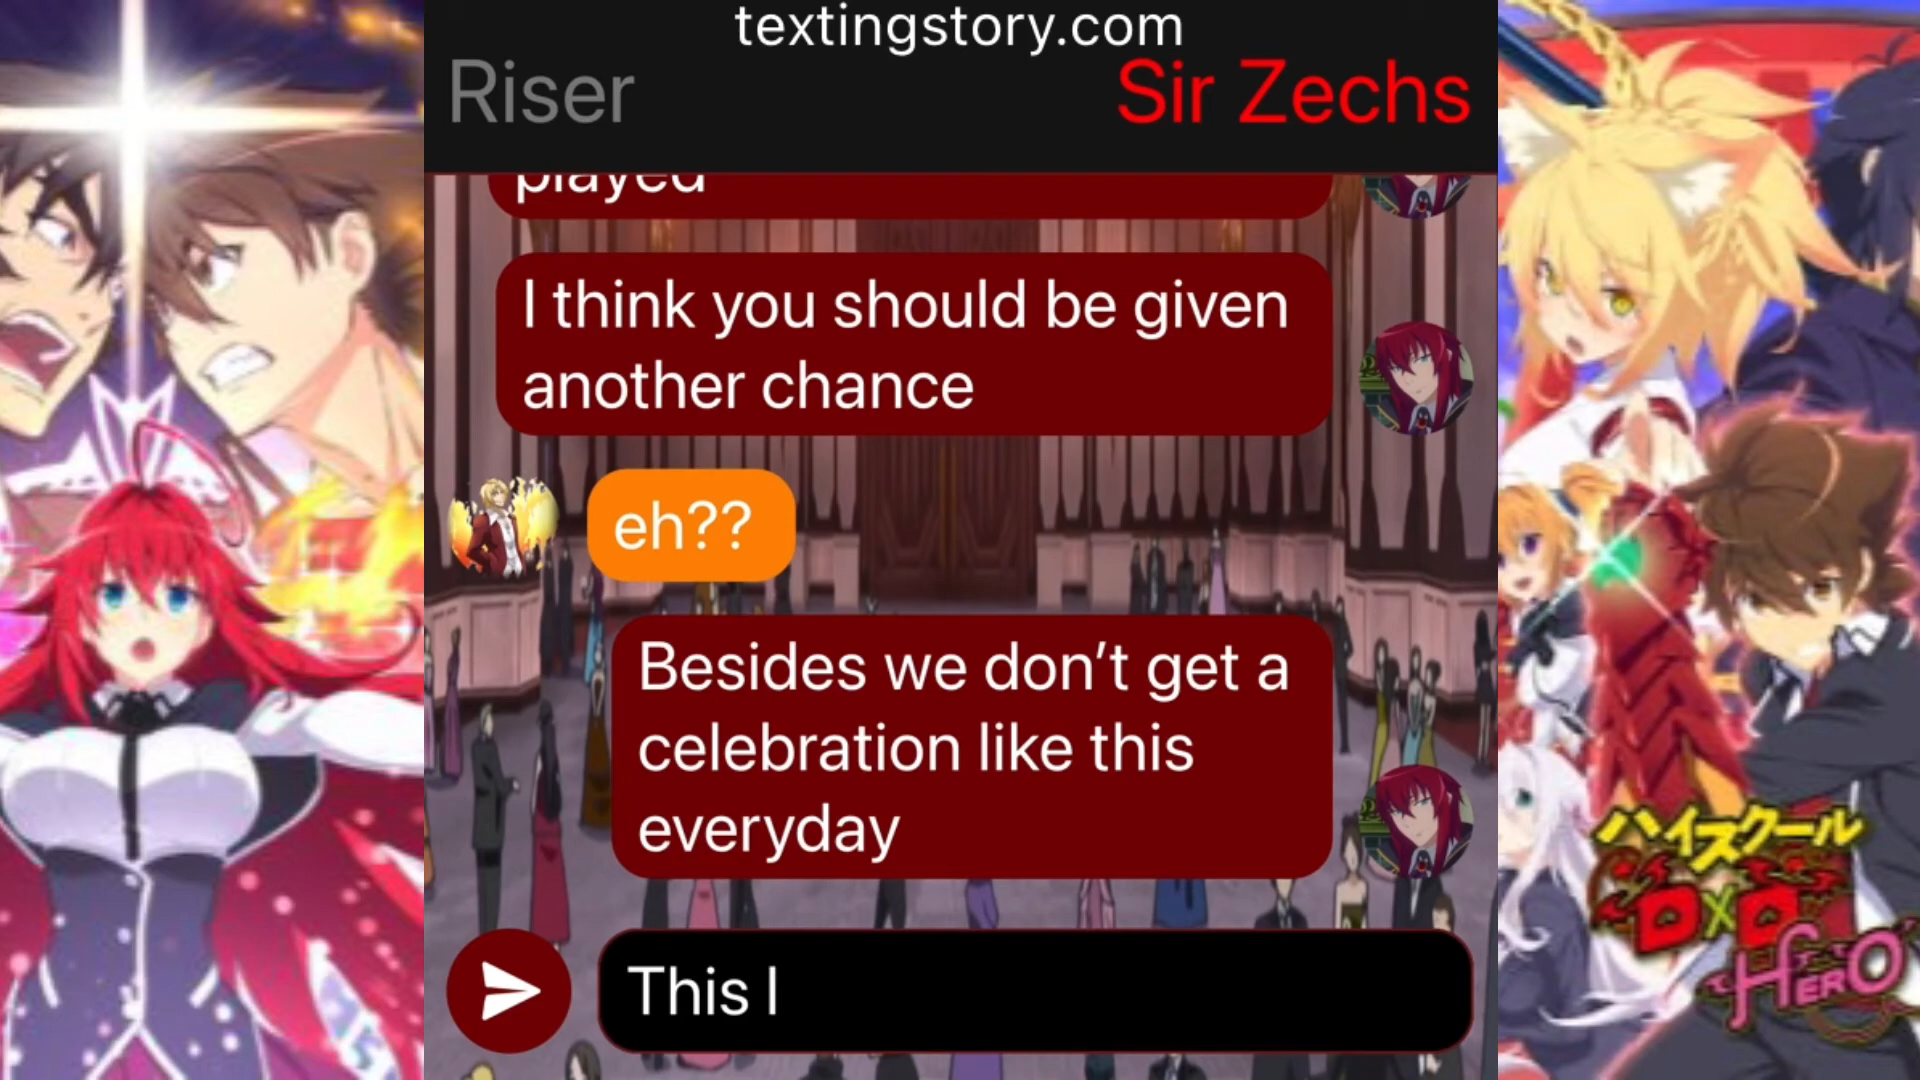 textingstory.com
Riser
Sir Zechs
played
I think you should be given
another chance
eh??
Besides we don’t get a
celebration like this
everyday
This l
ハイスクール
D×D
HERO